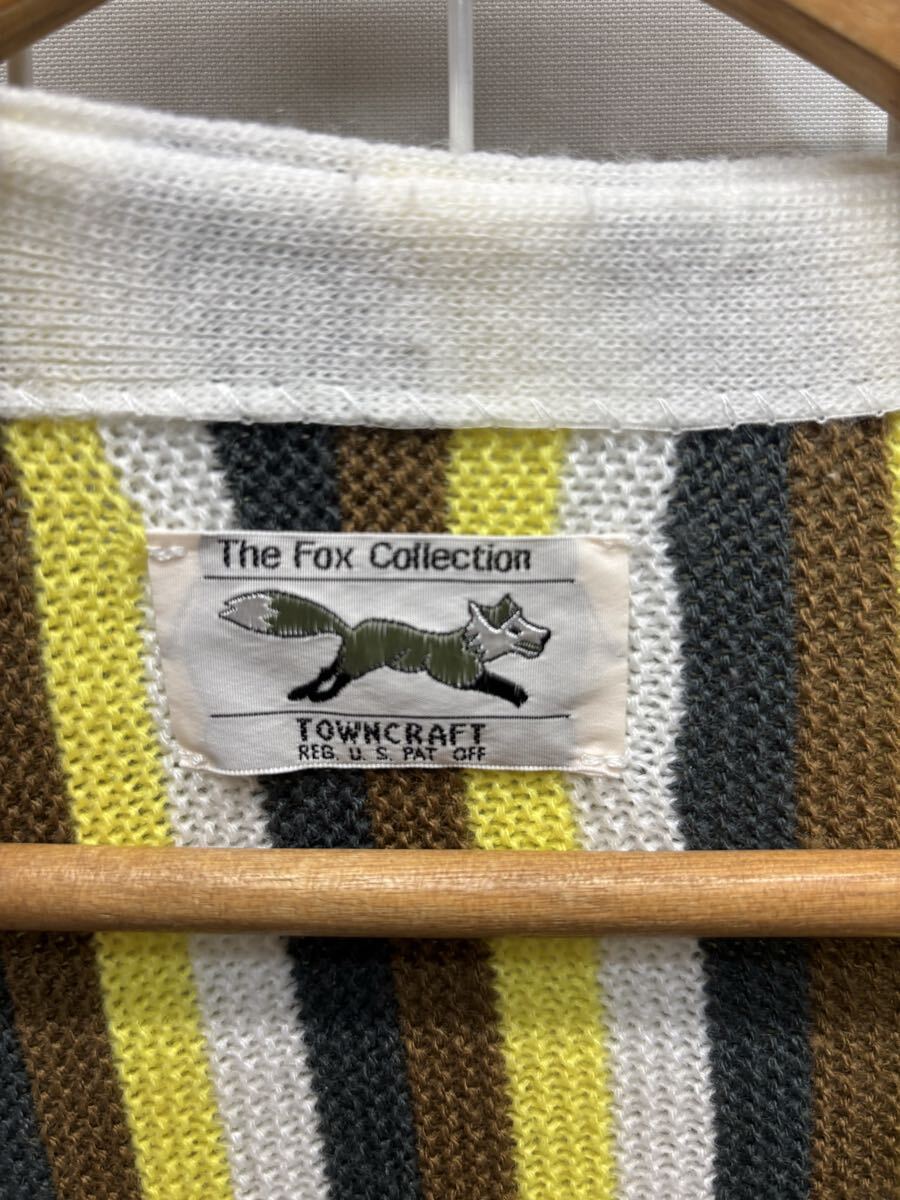 The Fox Collection
TOWNCRAFT
REG. U. S. PAT OFF